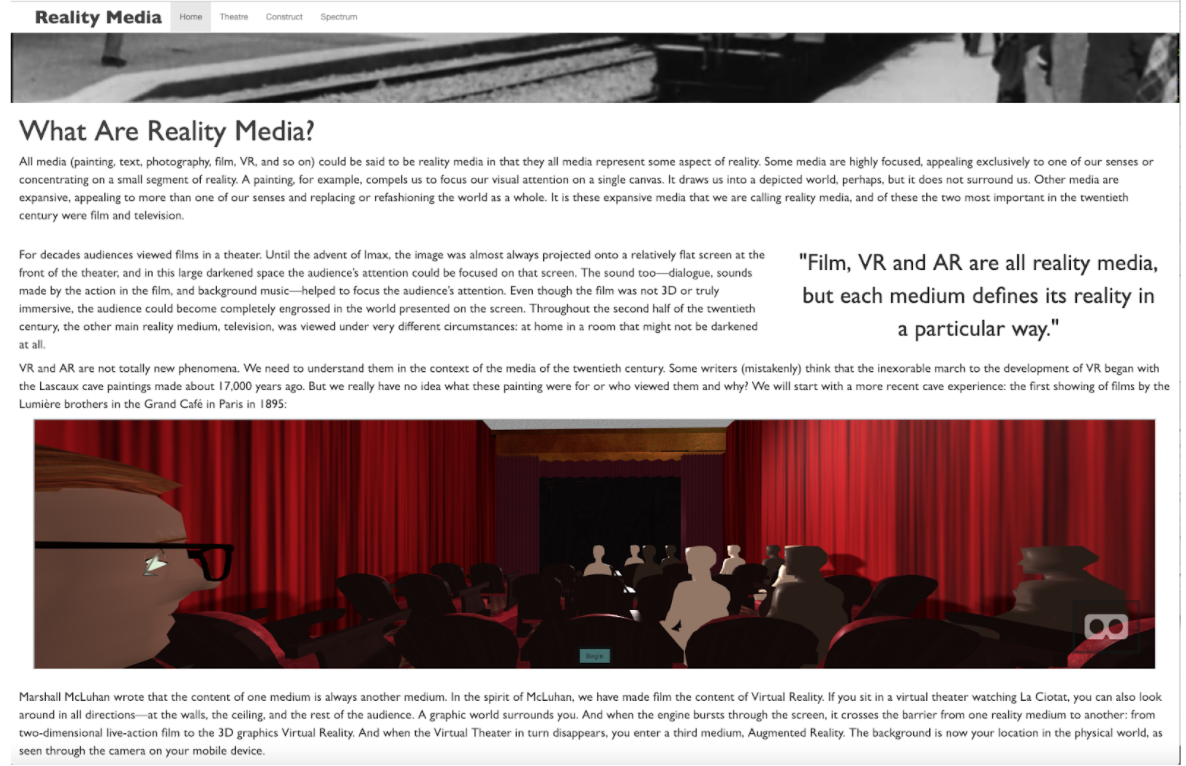 Reality Media Home Theatre Construct Spectrum
What Are Reality Media?
All media (painting, text, photography, film, VR, and so on) could be said to be reality media in that they all media represent some aspect of reality. Some media are highly focused, appealing exclusively to one of our senses or
concentrating on a small segment of reality. A painting, for example, compels us to focus our visual attention on a single canvas. It draws us into a depicted world, perhaps, but it does not surround us. Other media are
expansive, appealing to more than one of our senses and replacing or refashioning the world as a whole. It is these expansive media that we are calling reality media, and of these the two most important in the twentieth
century were film and television.
For decades audiences viewed films in a theater. Until the advent of Imax, the image was almost always projected onto a relatively flat screen at the
front of the theater, and in this large darkened space the audience's attention could be focused on that screen. The sound too—dialogue, sounds
made by the action in the film, and background music—helped to focus the audience's attention. Even though the film was not 3D or truly
immersive, the audience could become completely engrossed in the world presented on the screen. Throughout the second half of the twentieth
century, the other main reality medium, television, was viewed under very different circumstances: at home in a room that might not be darkened
at all.
"Film, VR and AR are all reality media,
but each medium defines its reality in
a particular way."
VR and AR are not totally new phenomena. We need to understand them in the context of the media of the twentieth century. Some writers (mistakenly) think that the inexorable march to the development of VR began with
the Lascaux cave paintings made about 17,000 years ago. But we really have no idea what these painting were for or who viewed them and why? We will start with a more recent cave experience: the first showing of films by the
Lumière brothers in the Grand Café in Paris in 1895:
Begin
Marshall McLuhan wrote that the content of one medium is always another medium. In the spirit of McLuhan, we have made film the content of Virtual Reality. If you sit in a virtual theater watching La Ciotat, you can also look
around in all directions—at the walls, the ceiling, and the rest of the audience. A graphic world surrounds you. And when the engine bursts through the screen, it crosses the barrier from one reality medium to another: from
two-dimensional live-action film to the 3D graphics Virtual Reality. And when the Virtual Theater in turn disappears, you enter a third medium, Augmented Reality. The background is now your location in the physical world, as
seen through the camera on your mobile device.